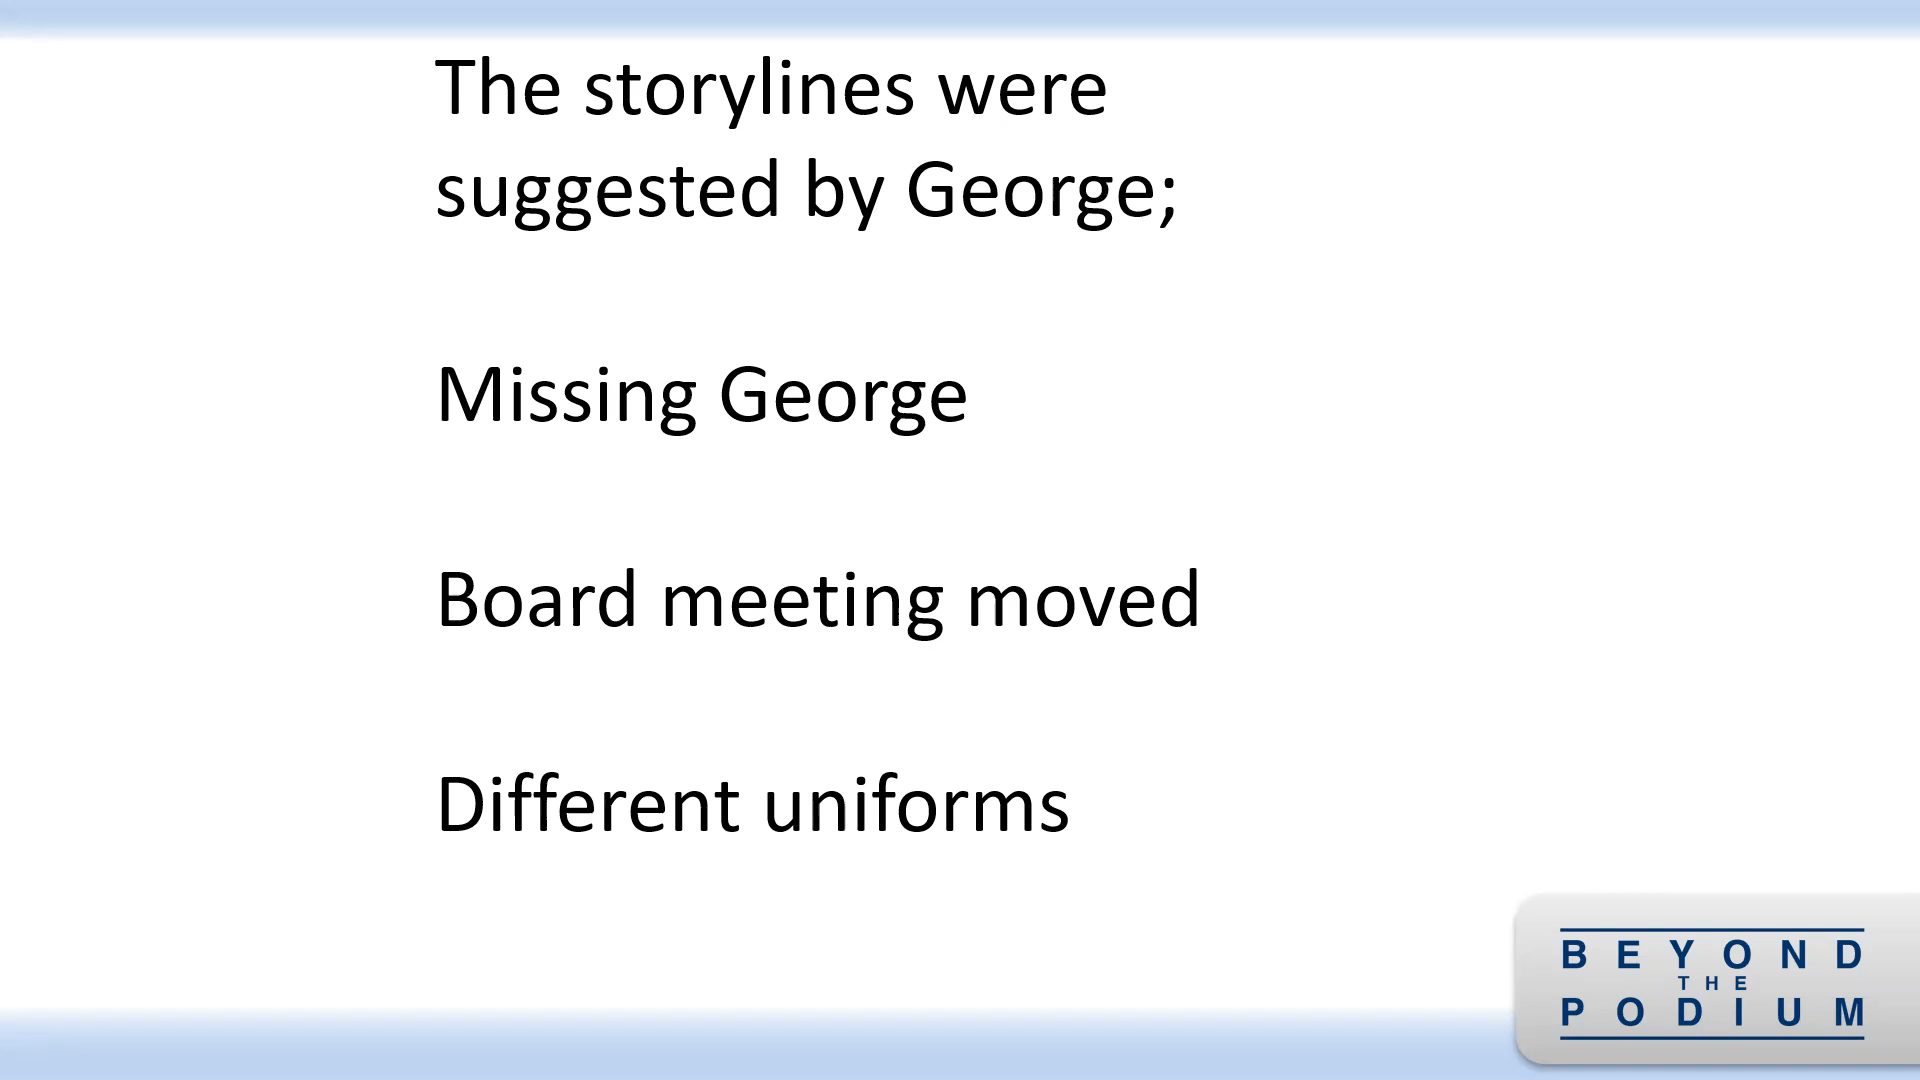 The storylines were
suggested by George;
Missing George
Board meeting moved
Different uniforms
BEYOND
THE
PODIUM